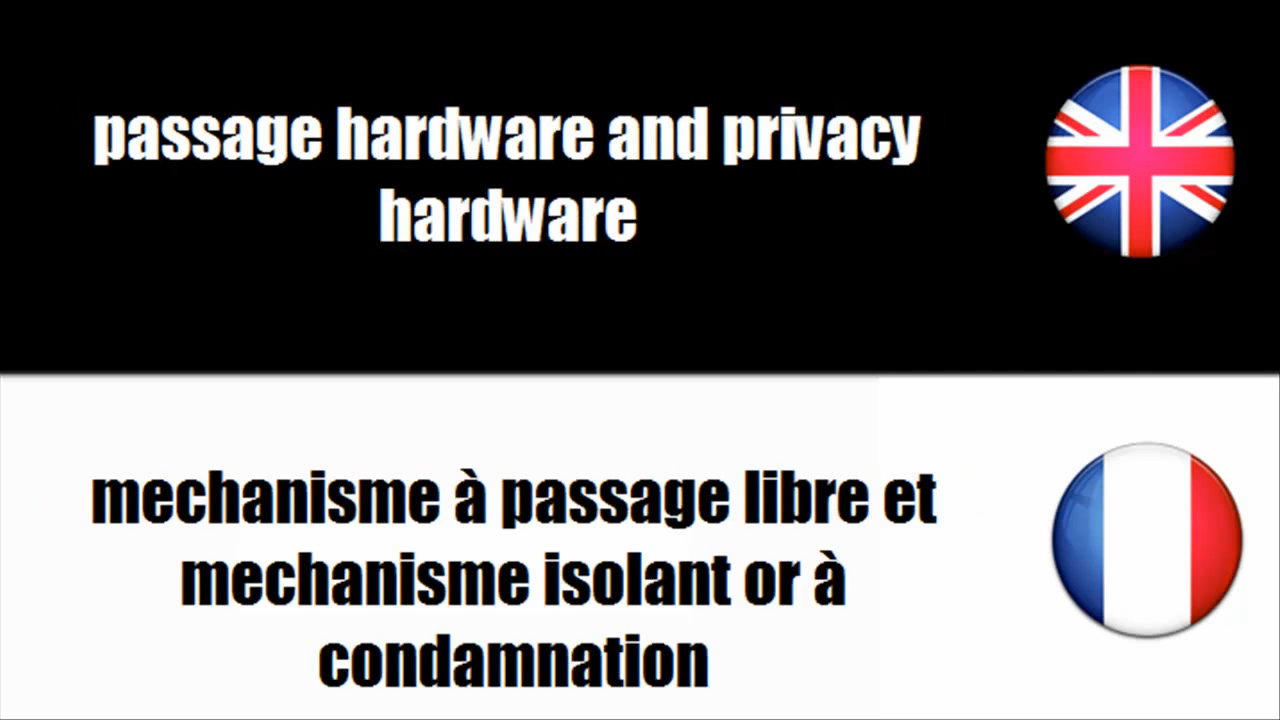 passage hardware and privacy
hardware
mechanisme à passage libre et
mechanisme isolant or à
condamnation